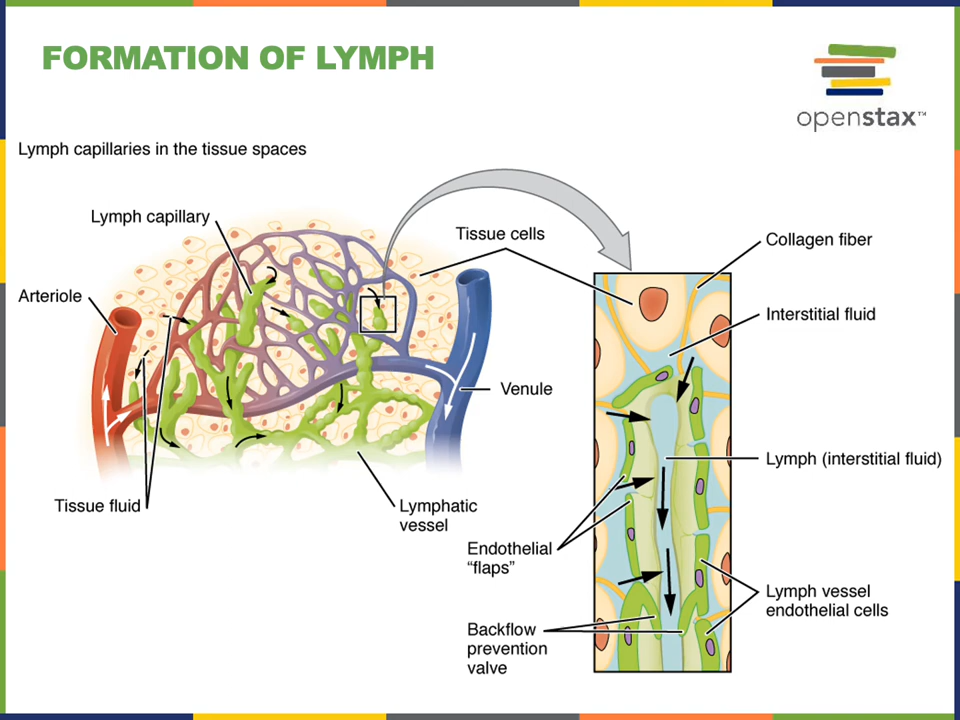 FORMATION OF LYMPH
openstax™
Lymph capillaries in the tissue spaces
Lymph capillary
Tissue cells
Collagen fiber
Arteriole
Interstitial fluid
Venule
Lymph (interstitial fluid)
Tissue fluid
Lymphatic
vessel
Endothelial
“flaps”
Lymph vessel
endothelial cells
Backflow
prevention
valve